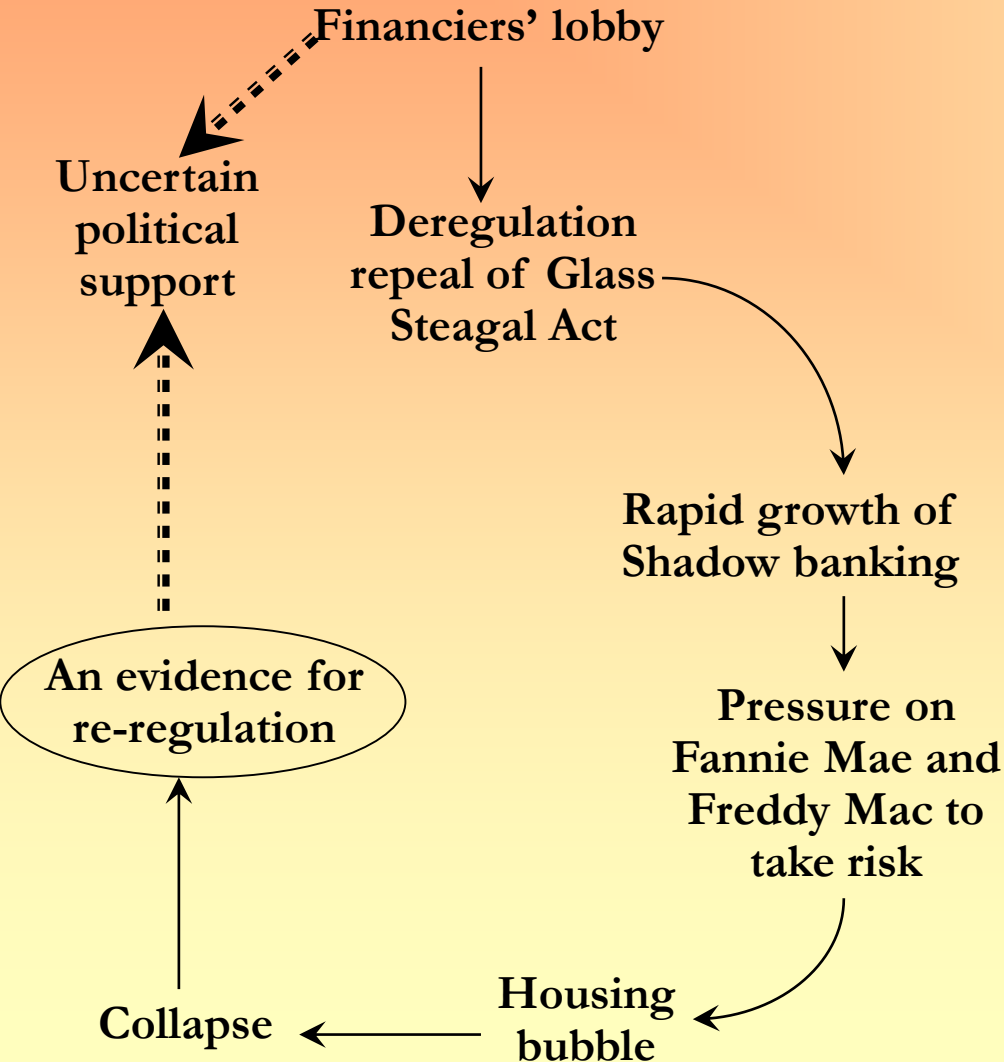 Financiers’ lobby
Uncertain
political
support
Deregulation
repeal of Glass
Steagal Act
Rapid growth of
Shadow banking
Pressure on
Fannie Mae and
Freddy Mac to
take risk
Housing
bubble
Collapse
An evidence for
re-regulation